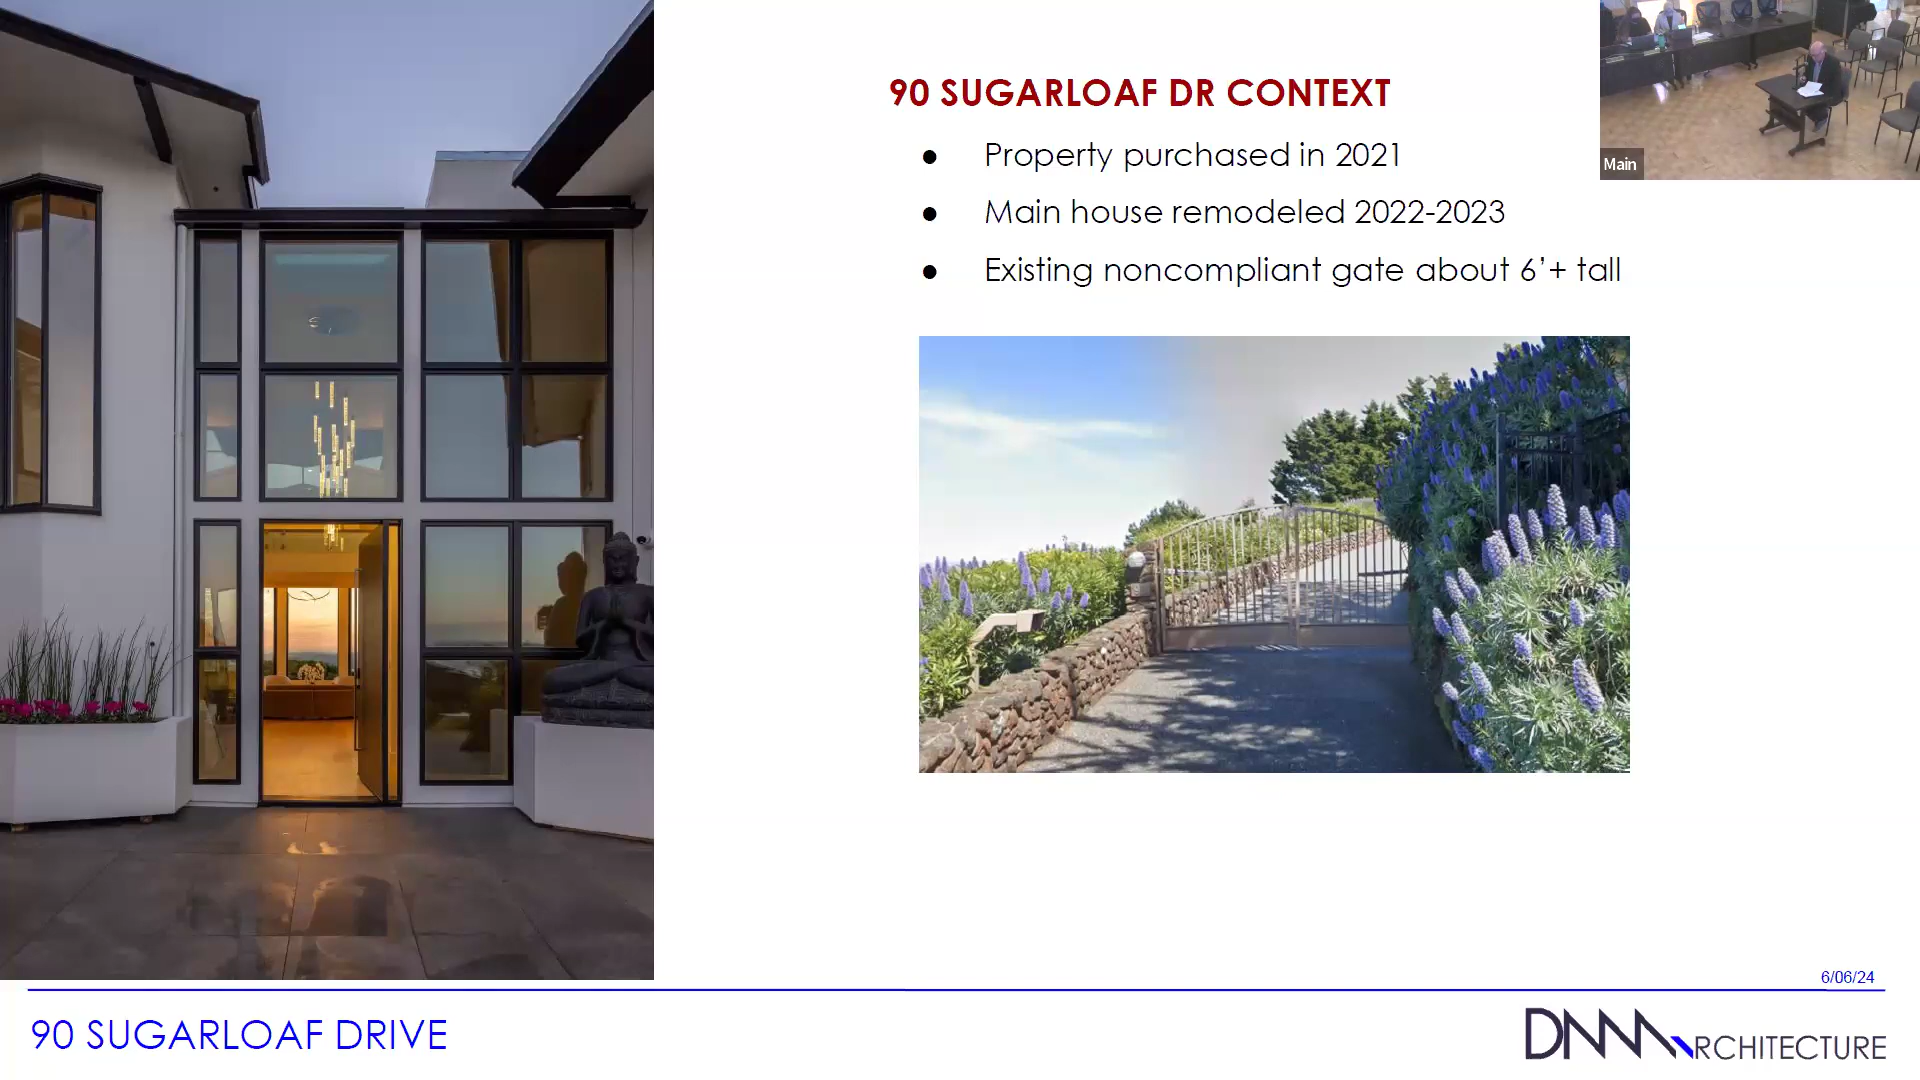 90 SUGARLOAF DR CONTEXT
● Property purchased in 2021
● Main house remodeled 2022-2023
● Existing noncompliant gate about 6’+ tall
Main
6/06/24
90 SUGARLOAF DRIVE
DNM ARCHITECTURE